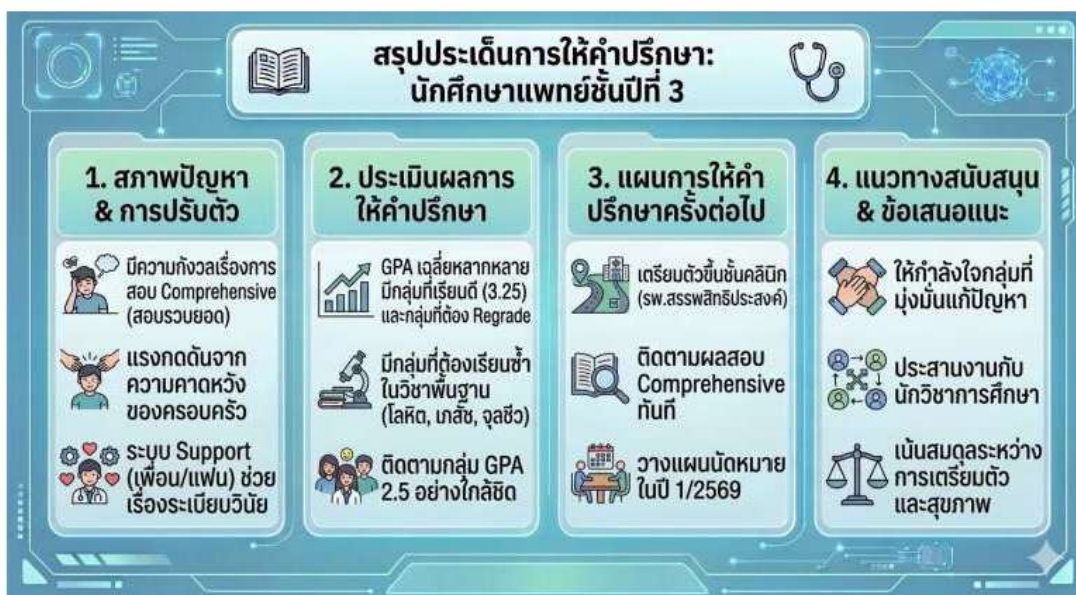 สรุปประเด็นการให้คำปรึกษา:
นักศึกษาแพทย์ชั้นปีที่ 3
1. สภาพปัญหา
& การปรับตัว
มีความกังวลเรื่องการ
สอบ Comprehensive
(สอบรวบยอด)
แรงกดดันจาก
ความคาดหวัง
ของครอบครัว
ระบบ Support
(เพื่อน/แฟน) ช่วย
เรื่องระเบียบวินัย
2. ประเมินผลการ
ให้คำปรึกษา
GPA เฉลี่ยหลากหลาย
มีกลุ่มที่เรียนดี (3.25)
และกลุ่มที่ต้อง Regrade
มีกลุ่มที่ต้องเรียนซ้ำ
ในวิชาพื้นฐาน
(โลหิต, เภสัช, จุลชีว)
ติดตามกลุ่ม GPA
2.5 อย่างใกล้ชิด
3. แผนการให้คำ
ปรึกษาครั้งต่อไป
เตรียมตัวขึ้นชั้นคลินิก
(รพ.สรรพสิทธิประสงค์)
ติดตามผลสอบ
Comprehensive
ทันที
วางแผนนัดหมาย
ในปี 1/2569
4. แนวทางสนับสนุน
& ข้อเสนอแนะ
ให้กำลังใจกลุ่มที่
มุ่งมั่นแก้ปัญหา
ประสานงานกับ
นักวิชาการศึกษา
เน้นสมดุลระหว่าง
การเตรียมตัว
และสุขภาพ